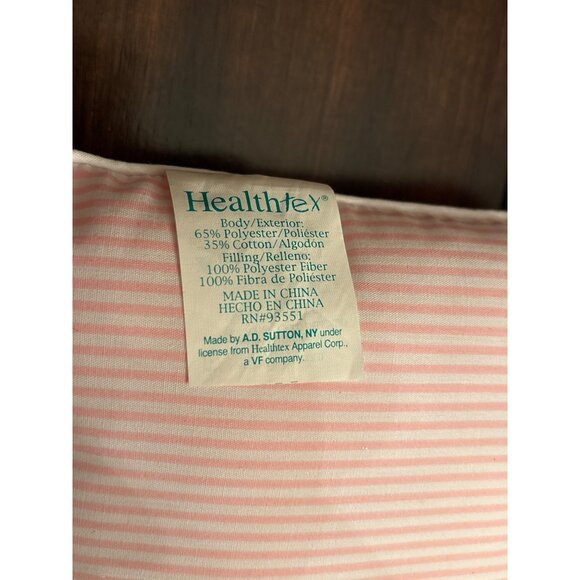 Healthtex®
Body/Exterior:
65% Polyester/Poliéster
35% Cotton/Algodón
Filling/Relleno:
100% Polyester Fiber
100% Fibra de Poliester
MADE IN CHINA
HECHO EN CHINA
RN#93551
Made by A.D. SUTTON, NY under
license from Healthtex Apparel Corp.,
a VF company.